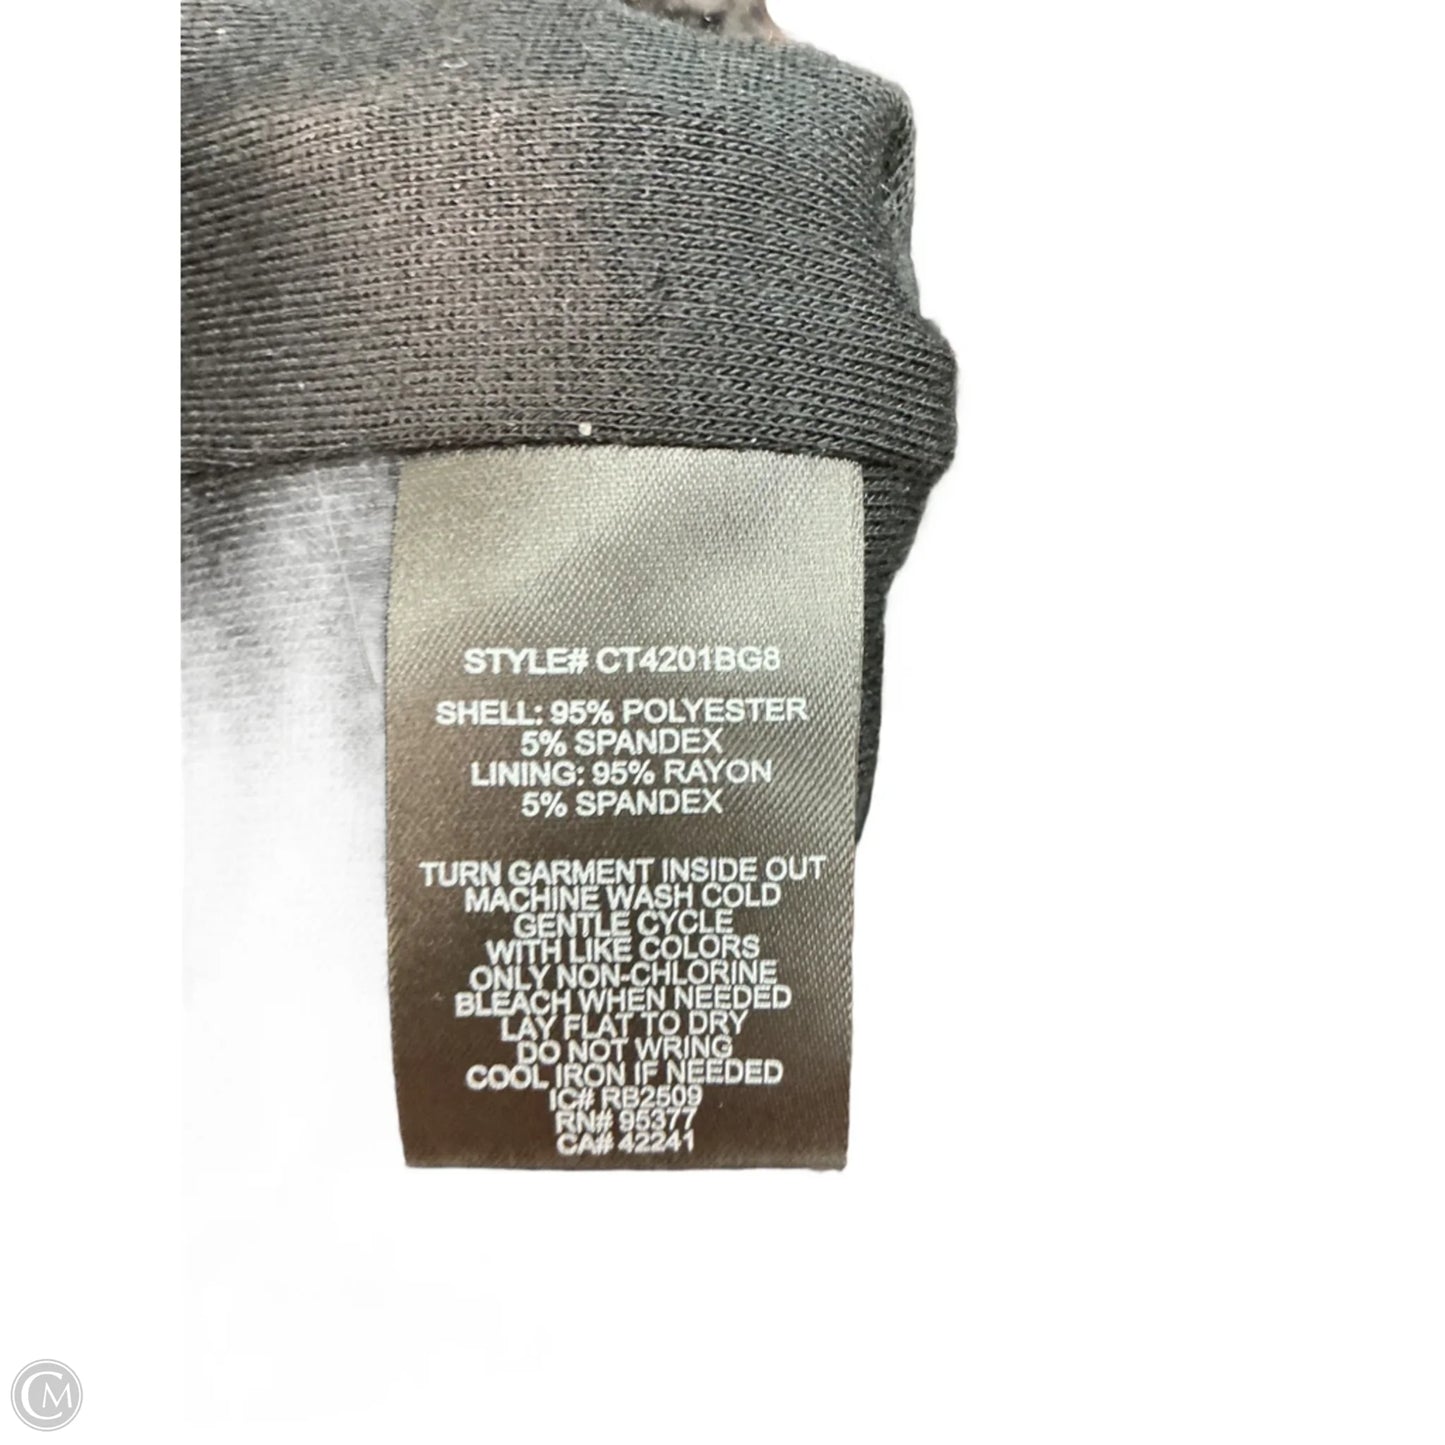 STYLE# CT4201BG8
SHELL: 95% POLYESTER
5% SPANDEX
LINING: 95% RAYON
5% SPANDEX
TURN GARMENT INSIDE OUT
MACHINE WASH COLD
GENTLE CYCLE
WITH LIKE COLORS
ONLY NON-CHLORINE
BLEACH WHEN NEEDED
LAY FLAT TO DRY
DO NOT WRING
COOL IRON IF NEEDED
IC# RB2509
RN# 95377
CA# 42241
CM